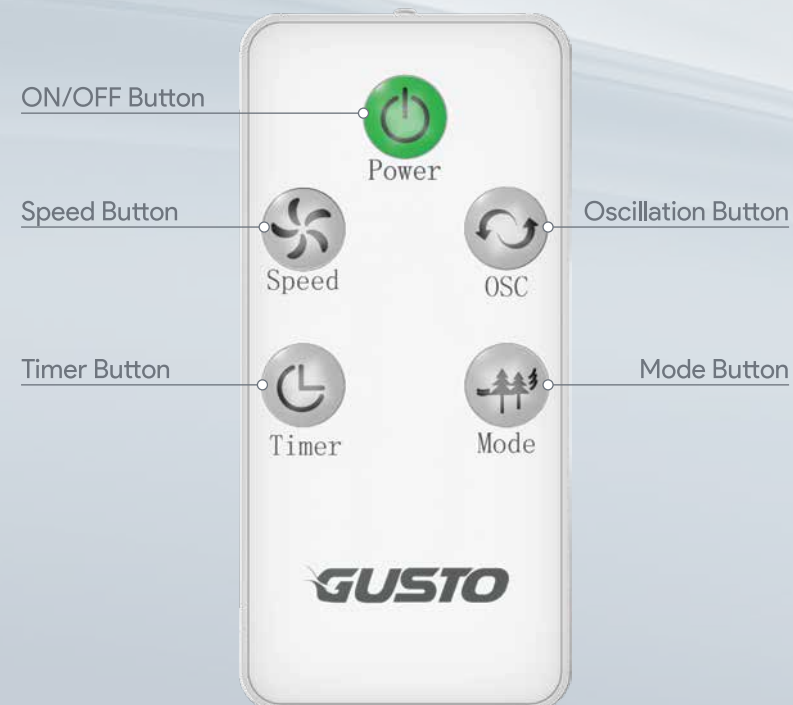 ON/OFF Button
Power
Speed Button
Oscillation Button
Speed
OSC
Timer Button
Mode Button
Timer
Mode
GUSTO